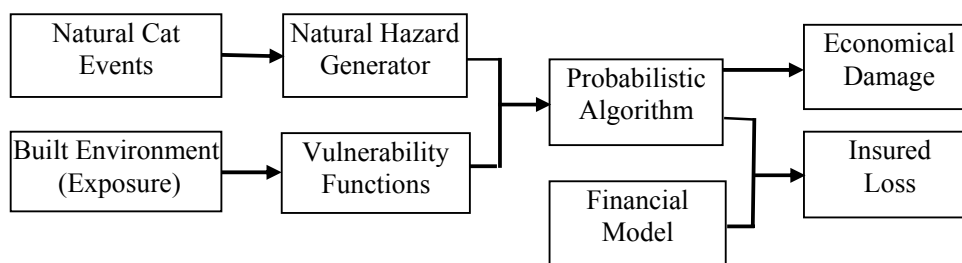 Natural Cat
Events
Natural Hazard
Generator
Built Environment
(Exposure)
Vulnerability
Functions
Probabilistic
Algorithm
Financial
Model
Economical
Damage
Insured
Loss